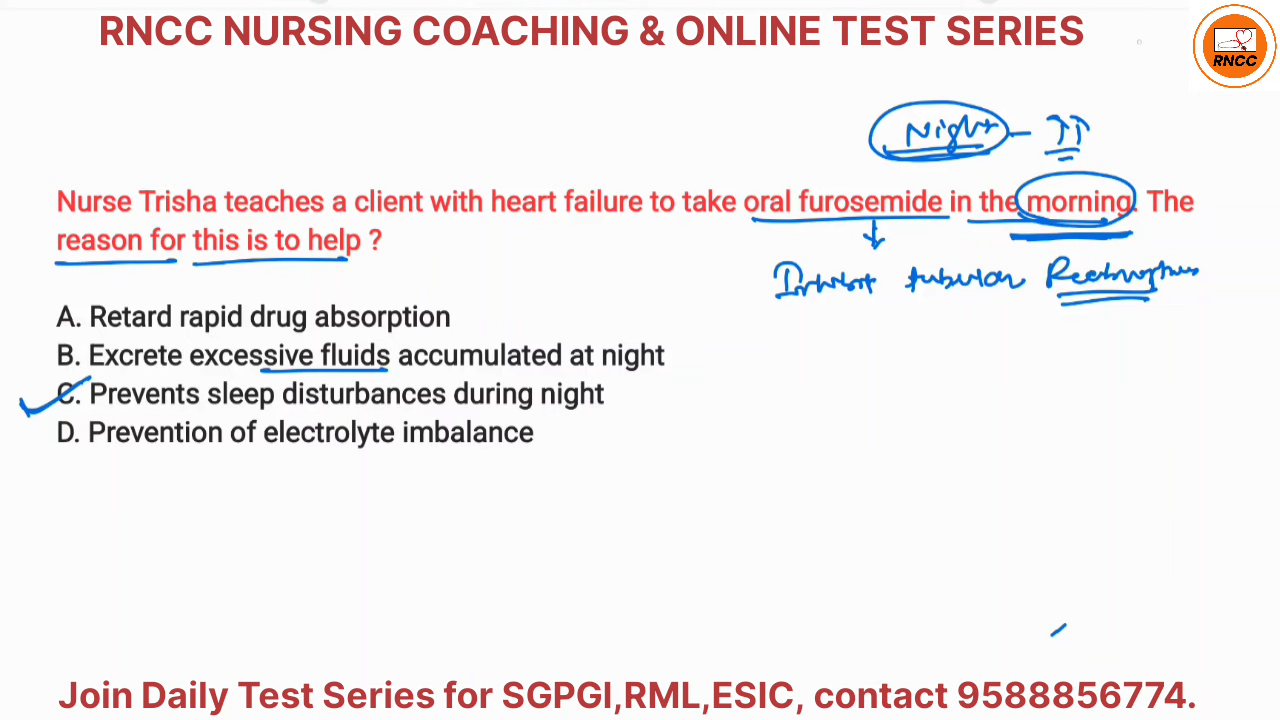 RNCC NURSING COACHING & ONLINE TEST SERIES
RNCC
Night - ↑↑
Nurse Trisha teaches a client with heart failure to take oral furosemide in the morning. The
reason for this is to help ?
Inhibit tubular
A. Retard rapid drug absorption
B. Excrete excessive fluids accumulated at night
C. Prevents sleep disturbances during night
D. Prevention of electrolyte imbalance
Join Daily Test Series for SGPGI,RML,ESIC, contact 9588856774.